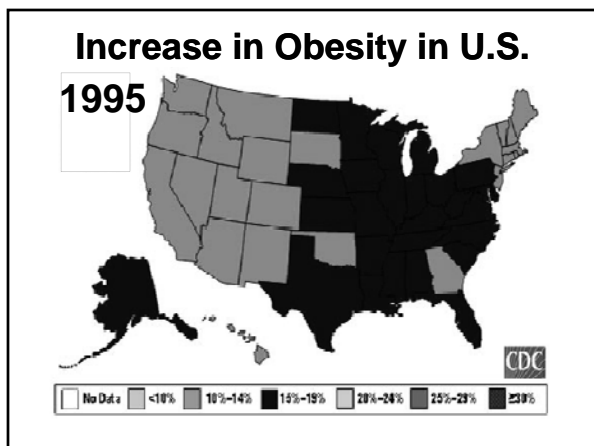 Increase in Obesity in U.S.
1995
CDC
No Data <10% 10%–14% 15%–19% 20%–24% 25%–29% ≥30%